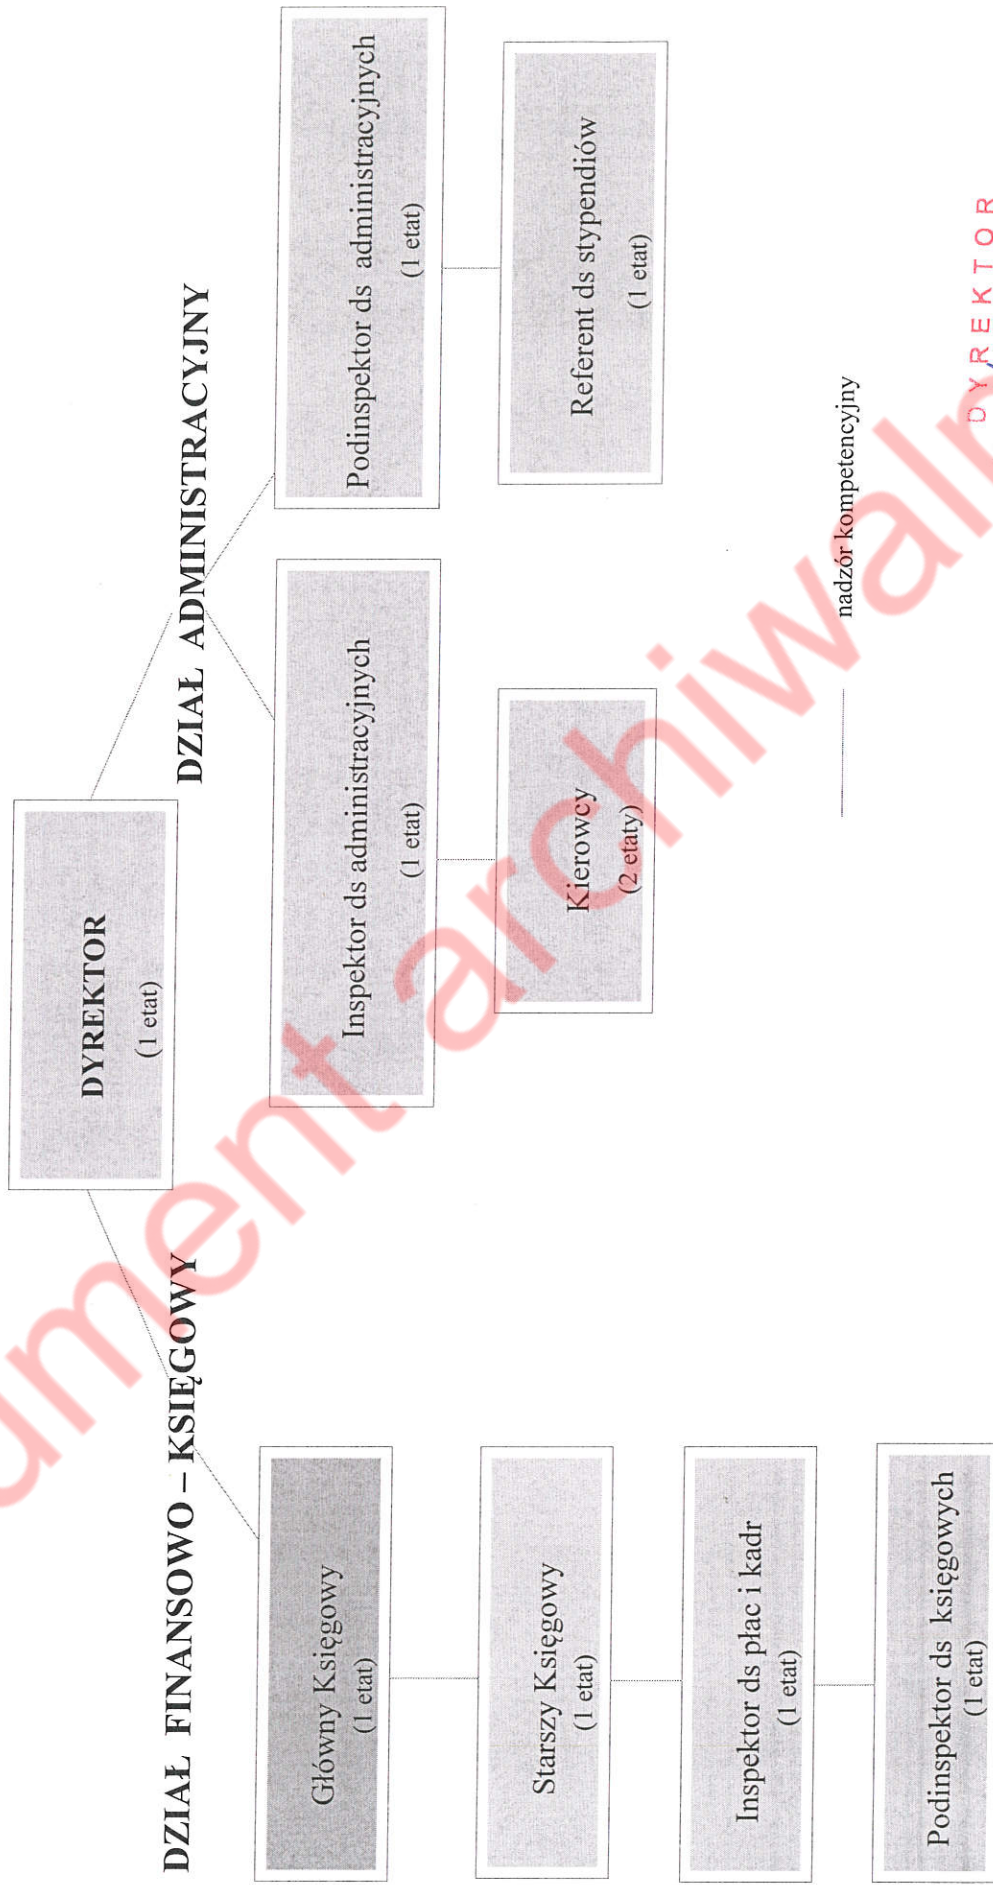 DYREKTOR
(1 etat)
DZIAŁ FINANSOWO – KSIĘGOWY
DZIAŁ ADMINISTRACYJNY
Główny Księgowy
(1 etat)
Starszy Księgowy
(1 etat)
Inspektor ds płac i kadr
(1 etat)
Podinspektor ds księgowych
(1 etat)
Inspektor ds administracyjnych
(1 etat)
Kierowcy
(2 etaty)
Podinspektor ds administracyjnych
(1 etat)
Referent ds stypendiów
(1 etat)
nadzór kompetencyjny
DYREKTOR